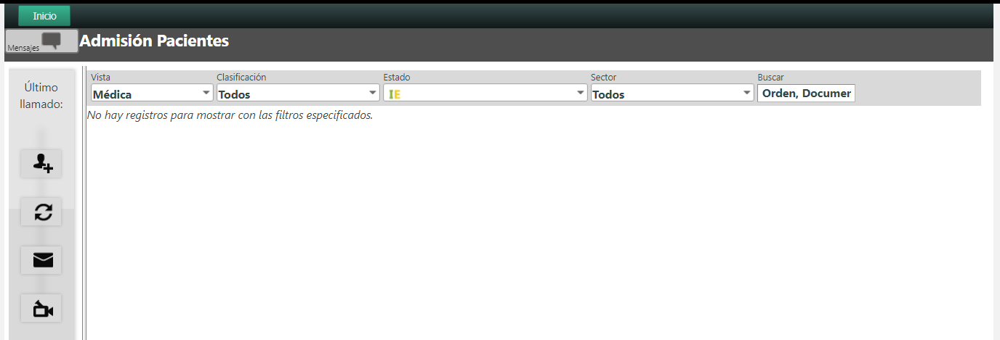 Inicio
Mensajes
Admisión Pacientes
Último
llamado:
Vista
Clasificación
Estado
Sector
Buscar
Médica
Todos
IE
Todos
Orden, Documer
No hay registros para mostrar con las filtros especificados.